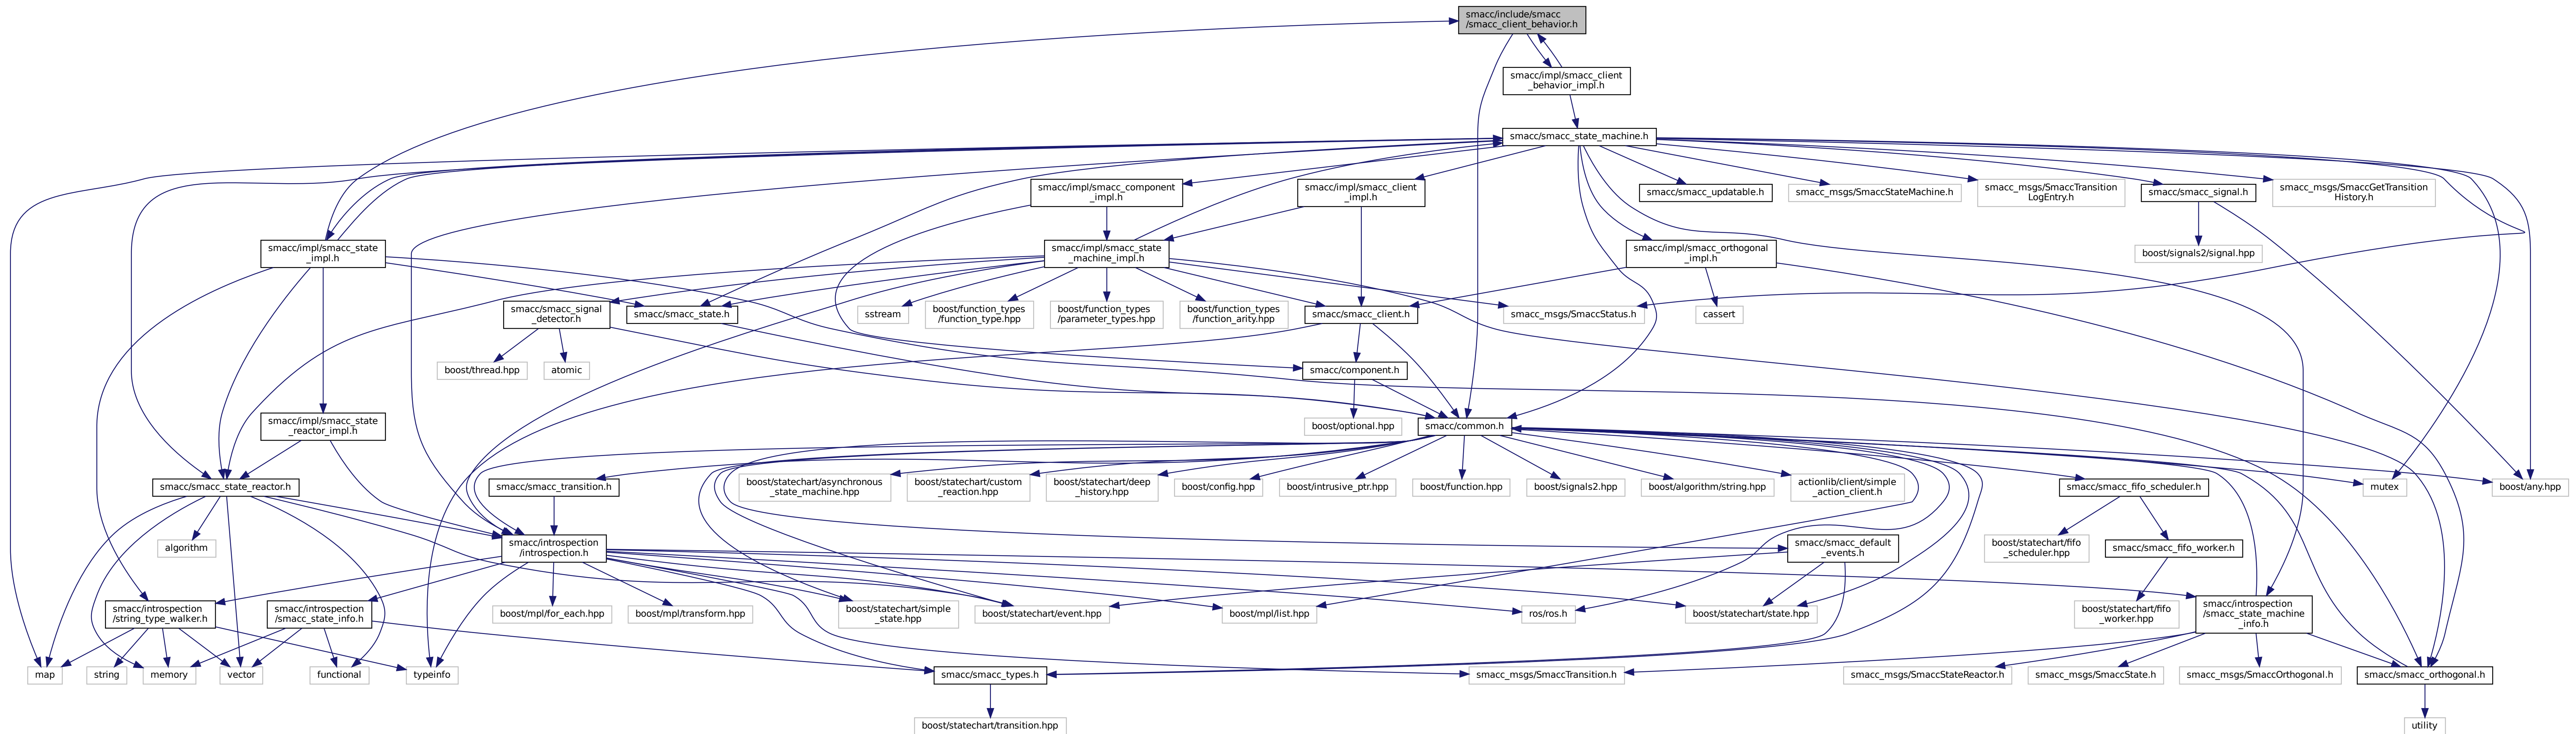 smacc/include/smacc
/smacc_client_behavior.h
smacc/impl/smacc_client
_behavior_impl.h
smacc/smacc_state_machine.h
smacc/impl/smacc_component
_impl.h
smacc/impl/smacc_client
_impl.h
smacc/smacc_updatable.h
smacc_msgs/SmaccStateMachine.h
smacc_msgs/SmaccTransition
LogEntry.h
smacc/smacc_signal.h
smacc_msgs/SmaccGetTransition
History.h
smacc/impl/smacc_state
_impl.h
smacc/impl/smacc_state
_machine_impl.h
smacc/impl/smacc_orthogonal
_impl.h
boost/signals2/signal.hpp
smacc/smacc_signal
_detector.h
smacc/smacc_state.h
sstream
boost/function_types
/function_type.hpp
boost/function_types
/parameter_types.hpp
boost/function_types
/function_arity.hpp
smacc/smacc_client.h
smacc_msgs/SmaccStatus.h
cassert
boost/thread.hpp
atomic
smacc/component.h
smacc/impl/smacc_state
_reactor_impl.h
boost/optional.hpp
smacc/common.h
smacc/smacc_state_reactor.h
smacc/smacc_transition.h
boost/statechart/asynchronous
_state_machine.hpp
boost/statechart/custom
_reaction.hpp
boost/statechart/deep
_history.hpp
boost/config.hpp
boost/intrusive_ptr.hpp
boost/function.hpp
boost/signals2.hpp
boost/algorithm/string.hpp
actionlib/client/simple
_action_client.h
smacc/smacc_fifo_scheduler.h
mutex
boost/any.hpp
algorithm
smacc/introspection
/introspection.h
smacc/smacc_default
_events.h
boost/statechart/fifo
_scheduler.hpp
smacc/smacc_fifo_worker.h
smacc/introspection
/string_type_walker.h
smacc/introspection
/smacc_state_info.h
boost/mpl/for_each.hpp
boost/mpl/transform.hpp
boost/statechart/simple
_state.hpp
boost/statechart/event.hpp
boost/mpl/list.hpp
ros/ros.h
boost/statechart/state.hpp
boost/statechart/fifo
_worker.hpp
smacc/introspection
/smacc_state_machine
_info.h
map
string
memory
vector
functional
typeinfo
smacc/smacc_types.h
smacc_msgs/SmaccTransition.h
smacc_msgs/SmaccStateReactor.h
smacc_msgs/SmaccState.h
smacc_msgs/SmaccOrthogonal.h
smacc/smacc_orthogonal.h
boost/statechart/transition.hpp
utility